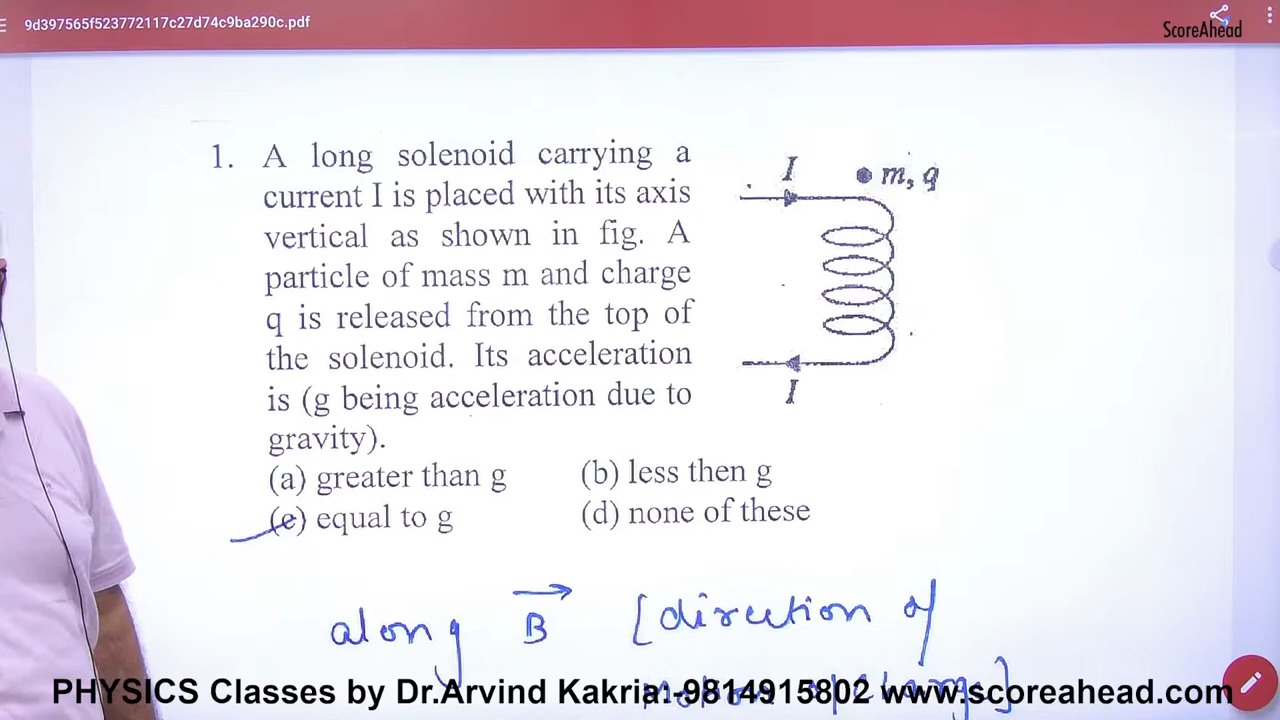 9d397565f523772117c27d74c9ba290c.pdf
ScoreAhead
1. A long solenoid carrying a
current I is placed with its axis
vertical as shown in fig. A
particle of mass m and charge
q is released from the top of
the solenoid. Its acceleration
is (g being acceleration due to
gravity).
I
m, q
I
(a) greater than g (b) less then g
(c) equal to g (d) none of these
along B [direction of
PHYSICS Classes by Dr.Arvind Kakria:-9814915802 www.scoreahead.com